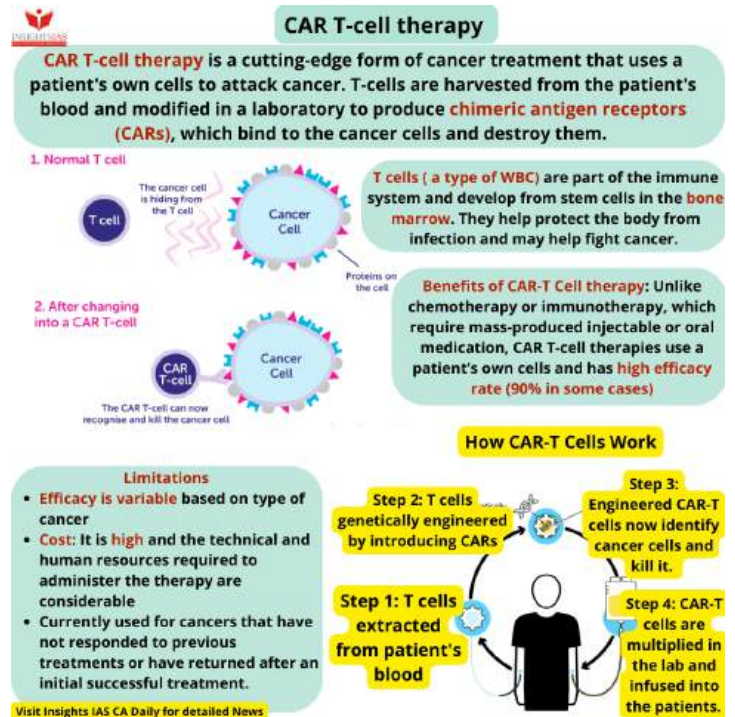 INSIGHTSIAS
CAR T-cell therapy
CAR T-cell therapy is a cutting-edge form of cancer treatment that uses a
patient's own cells to attack cancer. T-cells are harvested from the patient's
blood and modified in a laboratory to produce chimeric antigen receptors
(CARs), which bind to the cancer cells and destroy them.
1. Normal T cell
The cancer cell
is hiding from
the T cell
T cell
Cancer
Cell
Proteins on
the cell
T cells ( a type of WBC) are part of the immune
system and develop from stem cells in the bone
marrow. They help protect the body from
infection and may help fight cancer.
2. After changing
into a CAR T-cell
CAR
T-cell
Cancer
Cell
The CAR T-cell can now
recognise and kill the cancer cell
Benefits of CAR-T Cell therapy: Unlike
chemotherapy or immunotherapy, which
require mass-produced injectable or oral
medication, CAR T-cell therapies use a
patient's own cells and has high efficacy
rate (90% in some cases)
Limitations
• Efficacy is variable based on type of
cancer
• Cost: It is high and the technical and
human resources required to
administer the therapy are
considerable
• Currently used for cancers that have
not responded to previous
treatments or have returned after an
initial successful treatment.
Visit Insights IAS CA Daily for detailed News
How CAR-T Cells Work
Step 1: T cells
extracted
from patient's
blood
Step 2: T cells
genetically engineered
by introducing CARs
Step 3:
Engineered CAR-T
cells now identify
cancer cells and
kill it.
Step 4: CAR-T
cells are
multiplied in
the lab and
infused into
the patients.